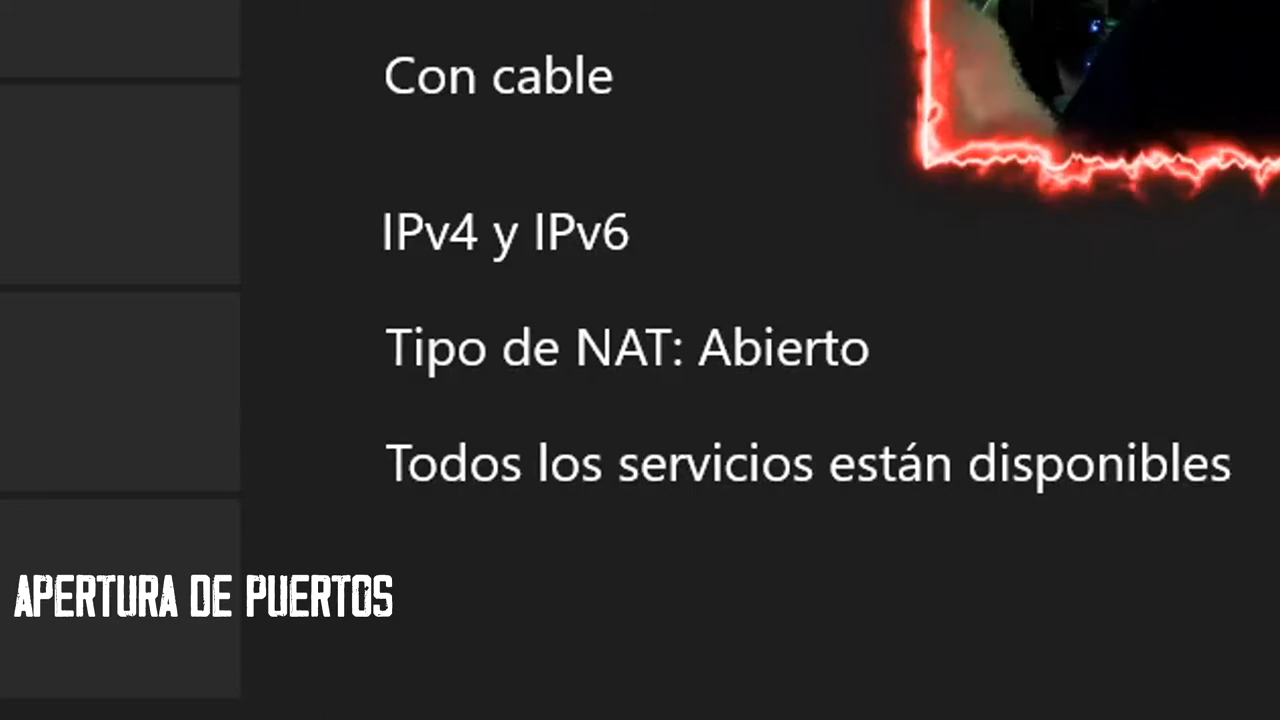 Con cable
IPv4 y IPv6
Tipo de NAT: Abierto
Todos los servicios están disponibles
APERTURA DE PUERTOS